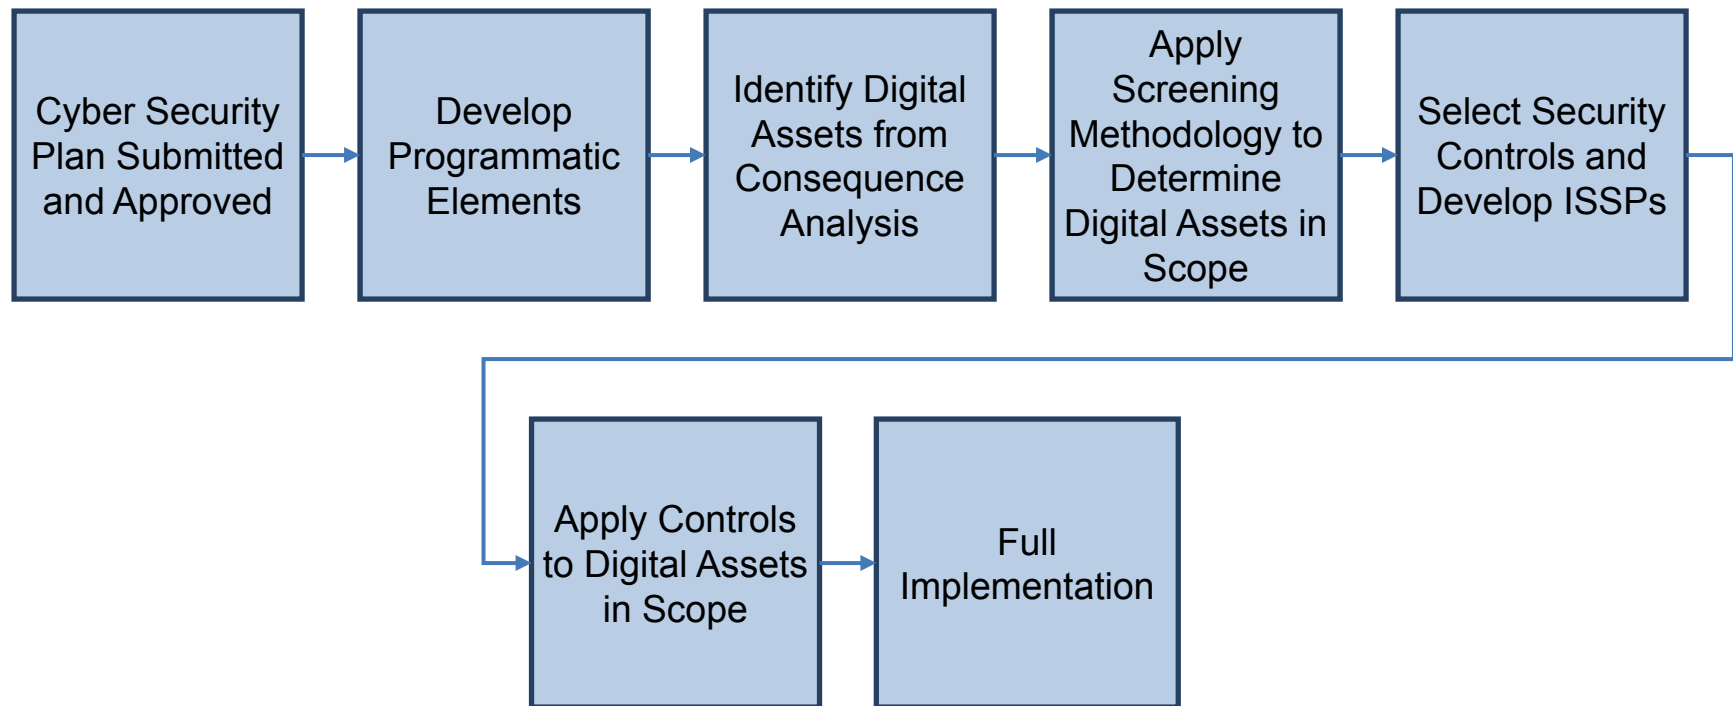 Cyber Security
Plan Submitted
and Approved
Develop
Programmatic
Elements
Identify Digital
Assets from
Consequence
Analysis
Apply
Screening
Methodology to
Determine
Digital Assets in
Scope
Select Security
Controls and
Develop ISSPs
Apply Controls
to Digital Assets
in Scope
Full
Implementation